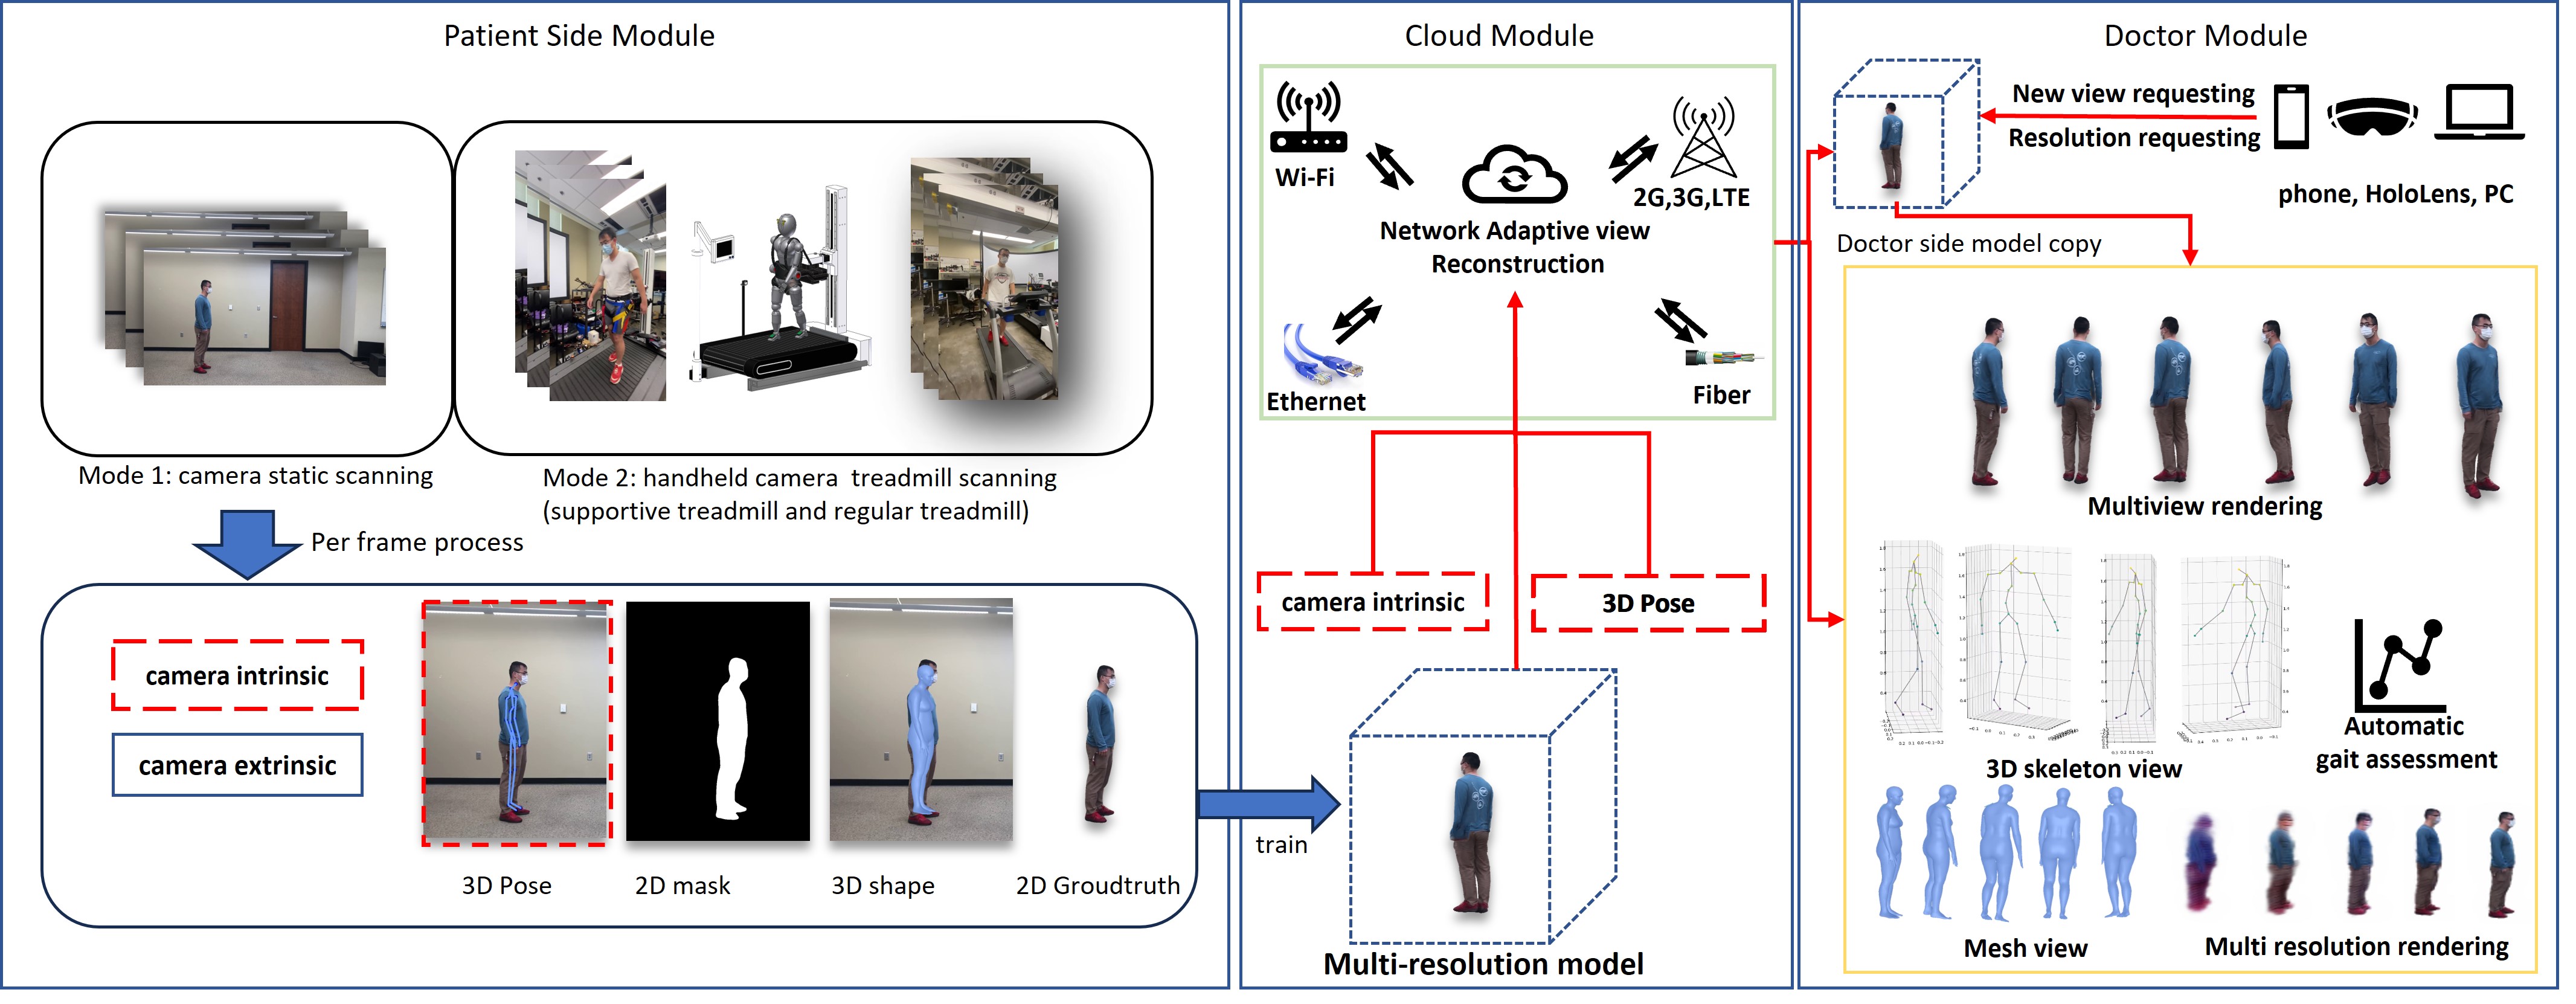 Patient Side Module
Mode 1: camera static scanning
Mode 2: handheld camera treadmill scanning
(supportive treadmill and regular treadmill)
Per frame process
camera intrinsic
camera extrinsic
3D Pose
2D mask
3D shape
2D Groudtruth
train
Cloud Module
Wi-Fi
2G,3G,LTE
Network Adaptive view
Reconstruction
Ethernet
Fiber
camera intrinsic
3D Pose
Multi-resolution model
Doctor Module
New view requesting
Resolution requesting
phone, HoloLens, PC
Doctor side model copy
Multiview rendering
3D skeleton view
Automatic
gait assessment
Mesh view
Multi resolution rendering